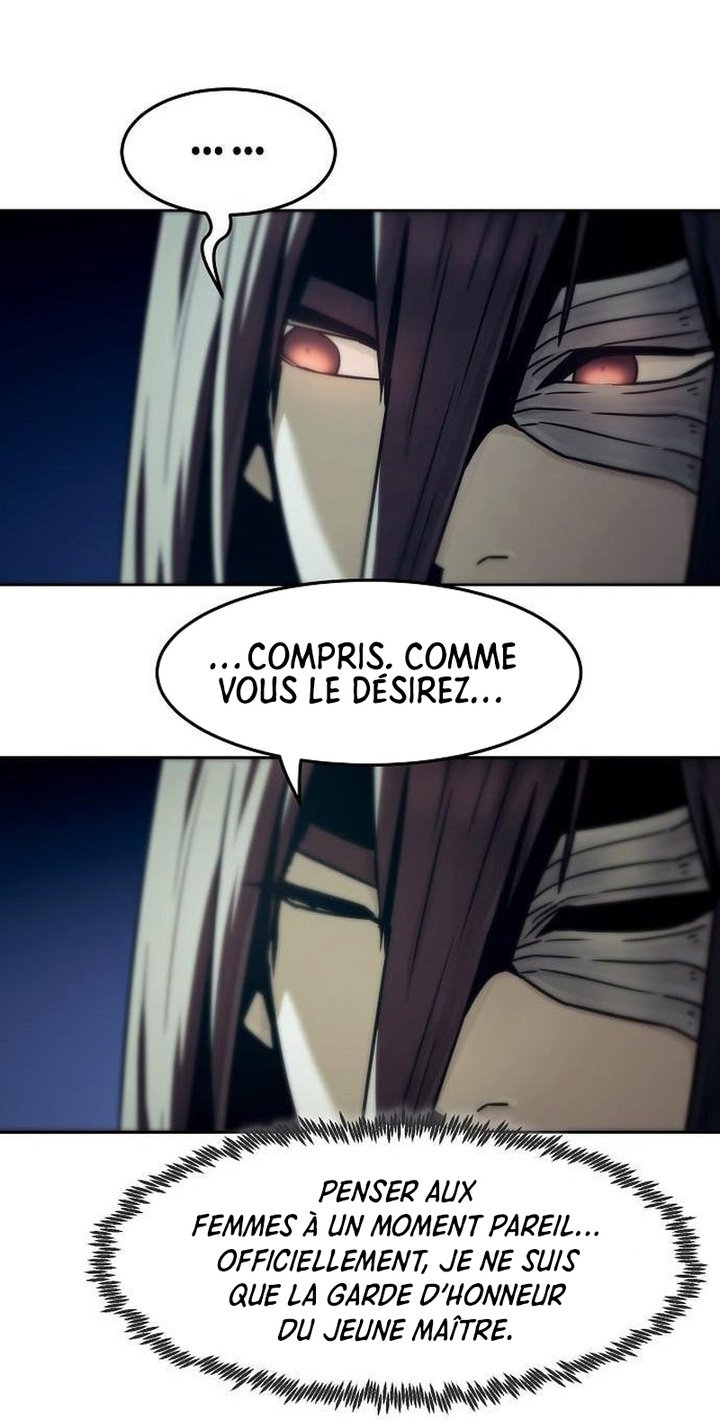 ... ...
...COMPRIS. COMME
VOUS LE DÉSIREZ...
PENSER AUX
FEMMES À UN MOMENT PAREIL...
OFFICIELLEMENT, JE NE SUIS
QUE LA GARDE D'HONNEUR
DU JEUNE MAÎTRE.